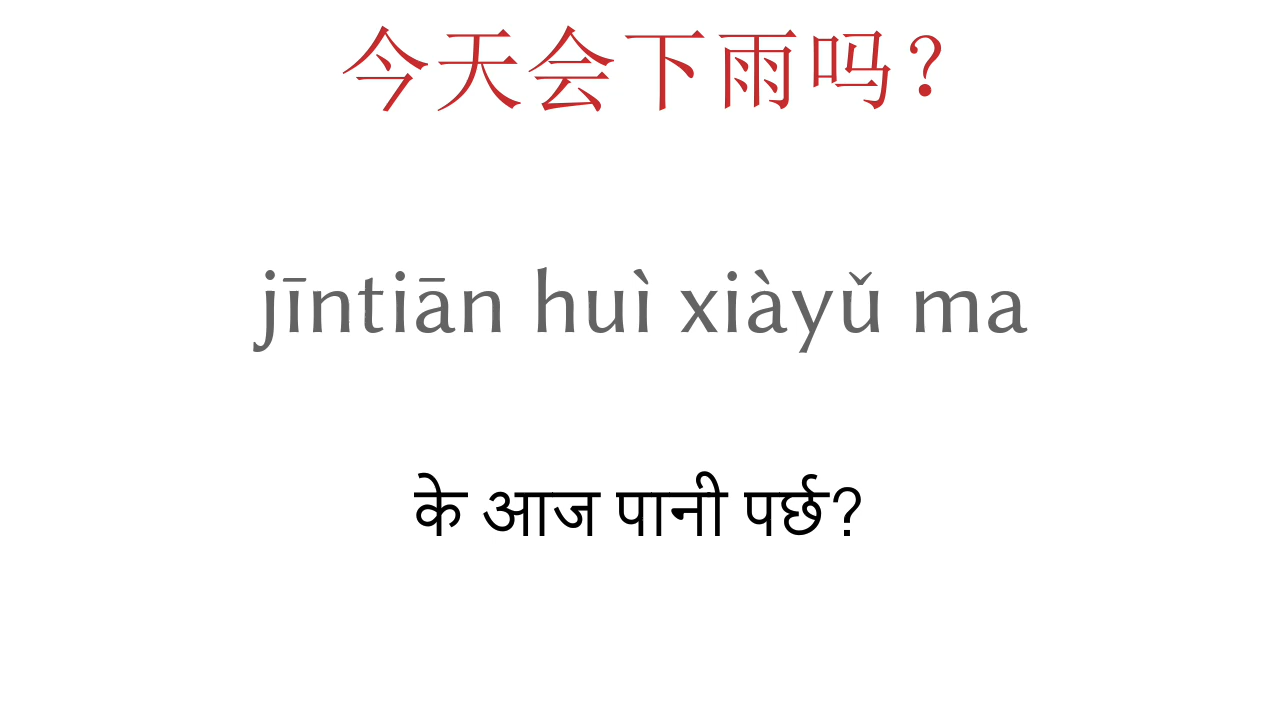 今天会下雨吗？
jīntiān huì xiàyǔ ma
के आज पानी पर्छ?